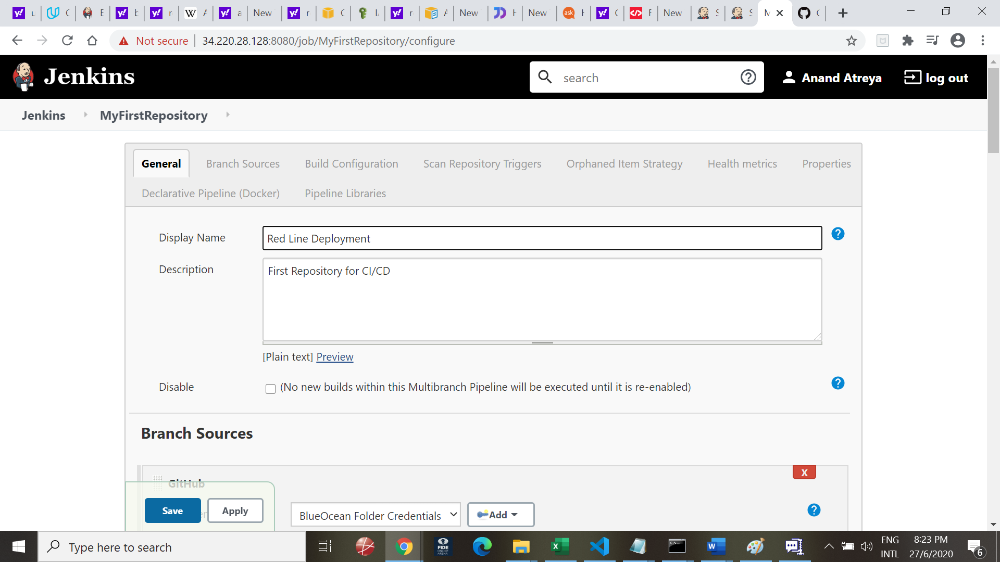 New
New
New
New
Not secure
34.220.28.128:8080/job/MyFirstRepository/configure
Jenkins
search
Anand Atreya
log out
Jenkins
MyFirstRepository
General
Branch Sources
Build Configuration
Scan Repository Triggers
Orphaned Item Strategy
Health metrics
Properties
Declarative Pipeline (Docker)
Pipeline Libraries
Display Name
Red Line Deployment
Description
First Repository for CI/CD
[Plain text] Preview
Disable
(No new builds within this Multibranch Pipeline will be executed until it is re-enabled)
Branch Sources
X
GitHub
Save
Apply
BlueOcean Folder Credentials
Add
Type here to search
FIDE
ONLINE
ARENA
ENG
INTL
8:23 PM
27/6/2020
6